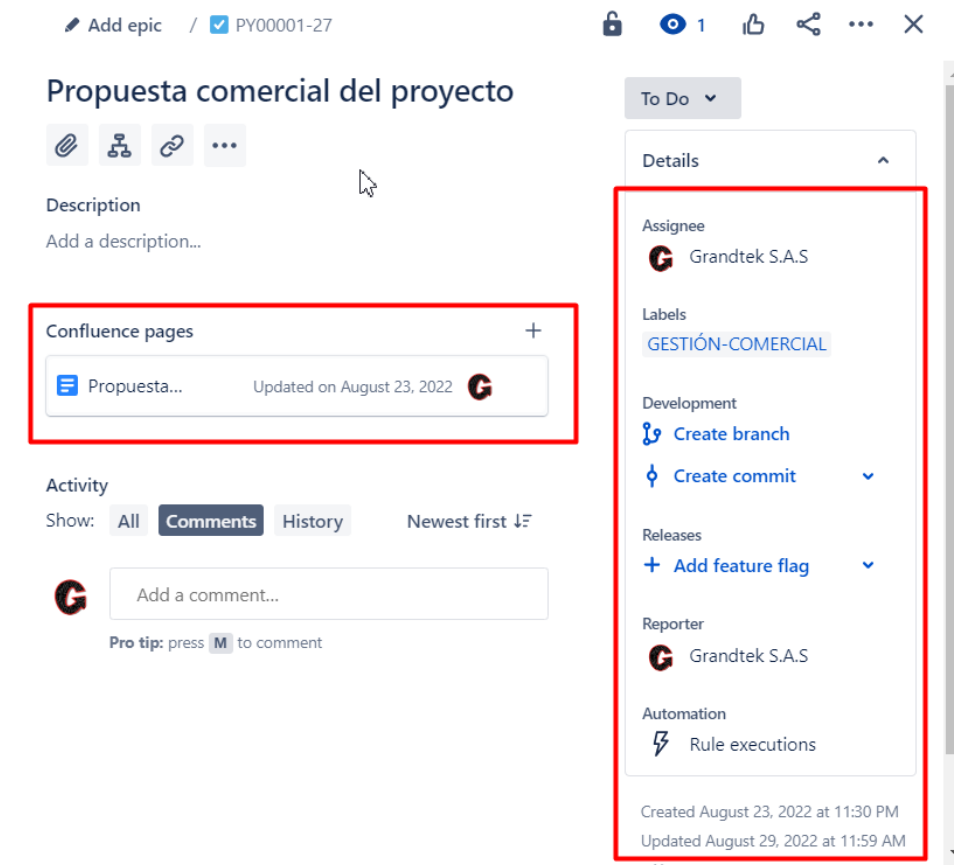 Add epic / PY00001-27
1
Propuesta comercial del proyecto
Description
Add a description...
Confluence pages
Propuesta... Updated on August 23, 2022
Activity
Show: All Comments History Newest first
Add a comment...
Pro tip: press M to comment
To Do
Details
Assignee
Grandtek S.A.S
Labels
GESTIÓN-COMERCIAL
Development
Create branch
Create commit
Releases
Add feature flag
Reporter
Grandtek S.A.S
Automation
Rule executions
Created August 23, 2022 at 11:30 PM
Updated August 29, 2022 at 11:59 AM